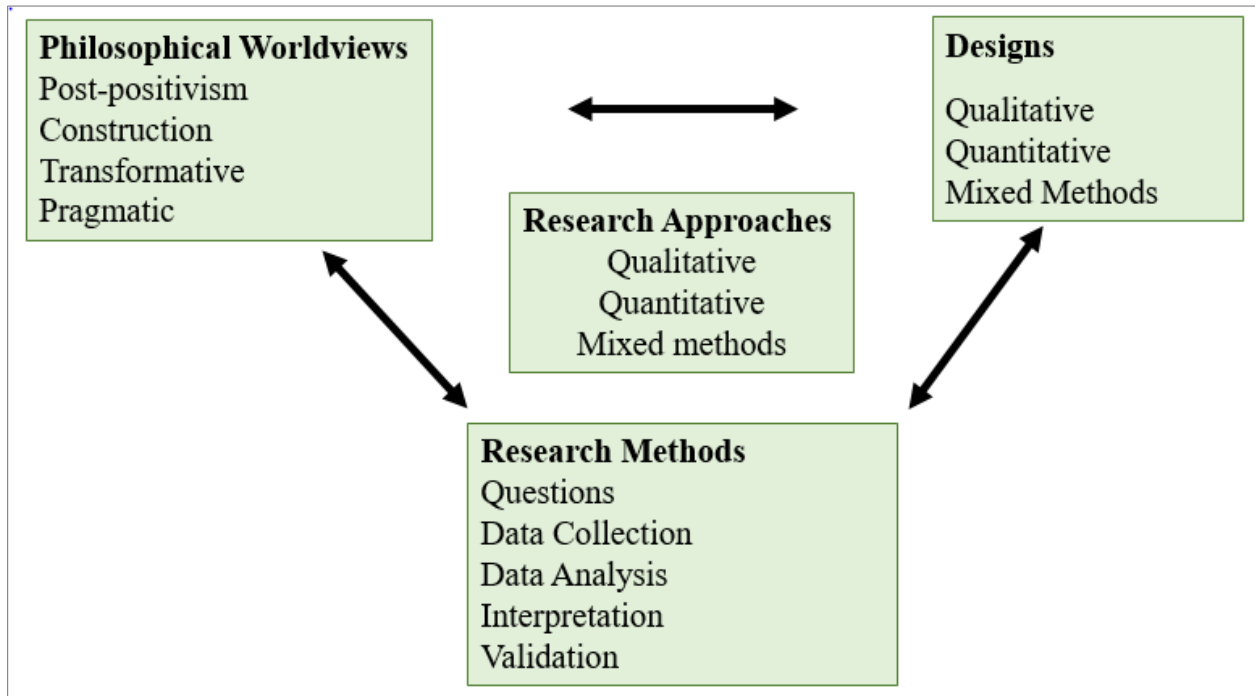 Philosophical Worldviews
Post-positivism
Construction
Transformative
Pragmatic
Designs
Qualitative
Quantitative
Mixed Methods
Research Approaches
Qualitative
Quantitative
Mixed methods
Research Methods
Questions
Data Collection
Data Analysis
Interpretation
Validation